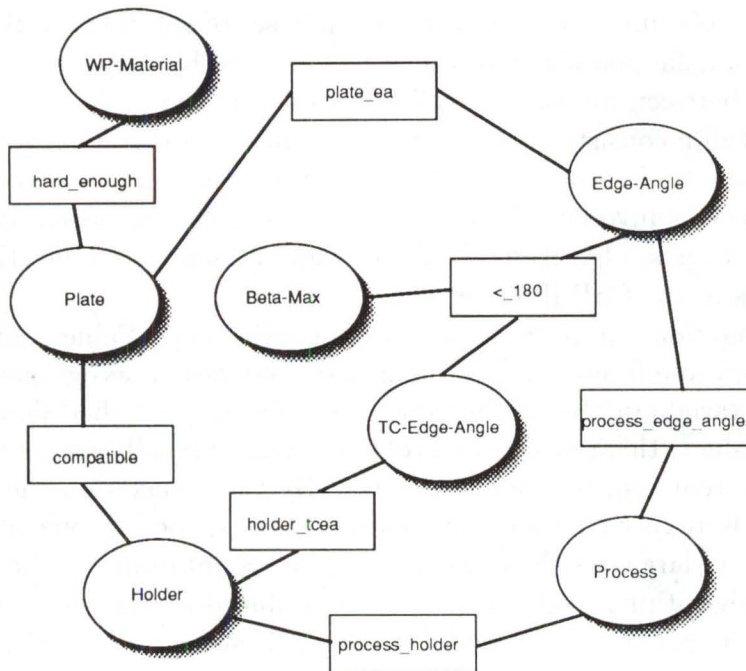 WP-Material
plate_ea
hard_enough
Edge-Angle
Plate
Beta-Max
<_180
TC-Edge-Angle
process_edge_angle
compatible
holder_tcea
Holder
Process
process_holder